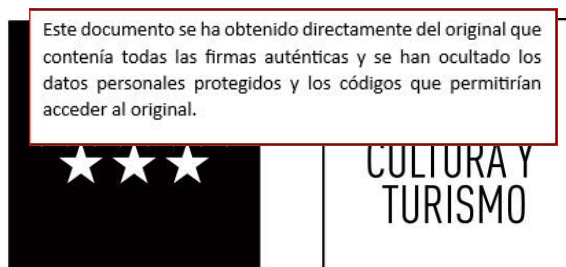 Este documento se ha obtenido directamente del original que
contenía todas las firmas auténticas y se han ocultado los
datos personales protegidos y los códigos que permitirían
acceder al original.
CULTURA Y
TURISMO